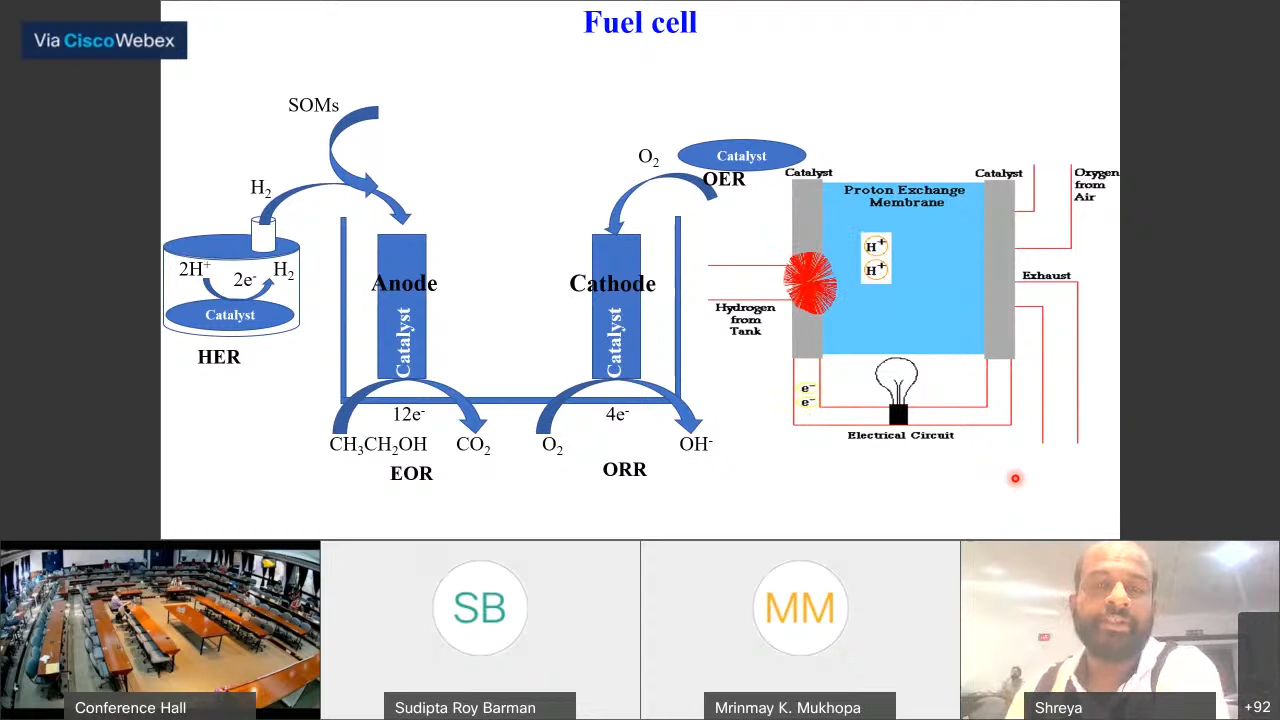 Via Cisco Webex
Fuel cell
SOMs
H2
O2
Catalyst
OER
2H+
2e-
H2
Catalyst
HER
Anode
Catalyst
Cathode
Catalyst
12e-
4e-
CH3CH2OH
CO2
O2
OH-
EOR
ORR
Catalyst
Catalyst
Proton Exchange
Membrane
H+
H+
Oxygen
from
Air
Exhaust
Hydrogen
from
Tank
e-
e-
Electrical Circuit
SB
MM
Conference Hall
Sudipta Roy Barman
Mrinmay K. Mukhopa
Shreya
+92